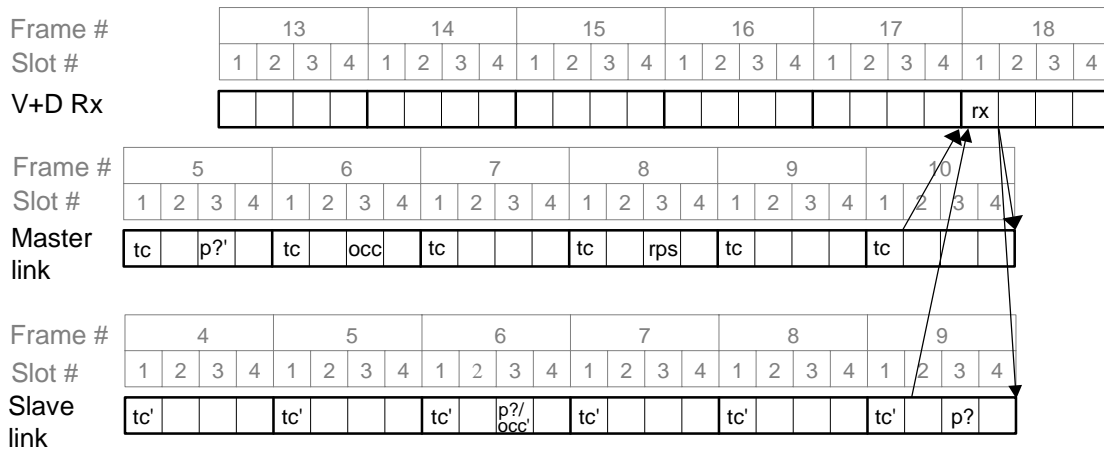 Frame # 13 14 15 16 17 18
Slot # 1 2 3 4 1 2 3 4 1 2 3 4 1 2 3 4 1 2 3 4 1 2 3 4
V+D Rx rx
Frame # 5 6 7 8 9 10
Slot # 1 2 3 4 1 2 3 4 1 2 3 4 1 2 3 4 1 2 3 4 1 2 3 4
Master
link
tc p?' tc occ tc tc rps tc tc
Frame # 4 5 6 7 8 9
Slot # 1 2 3 4 1 2 3 4 1 2 3 4 1 2 3 4 1 2 3 4 1 2 3 4
Slave
link
tc' tc' tc' p?/
occ' tc' tc' tc' p?